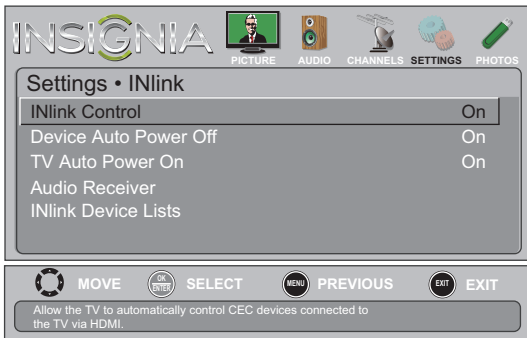 INSIGNIA
PICTURE AUDIO CHANNELS SETTINGS PHOTOS
Settings • INlink
INlink Control On
Device Auto Power Off On
TV Auto Power On On
Audio Receiver
INlink Device Lists
MOVE OK ENTER SELECT MENU PREVIOUS EXIT EXIT
Allow the TV to automatically control CEC devices connected to
the TV via HDMI.